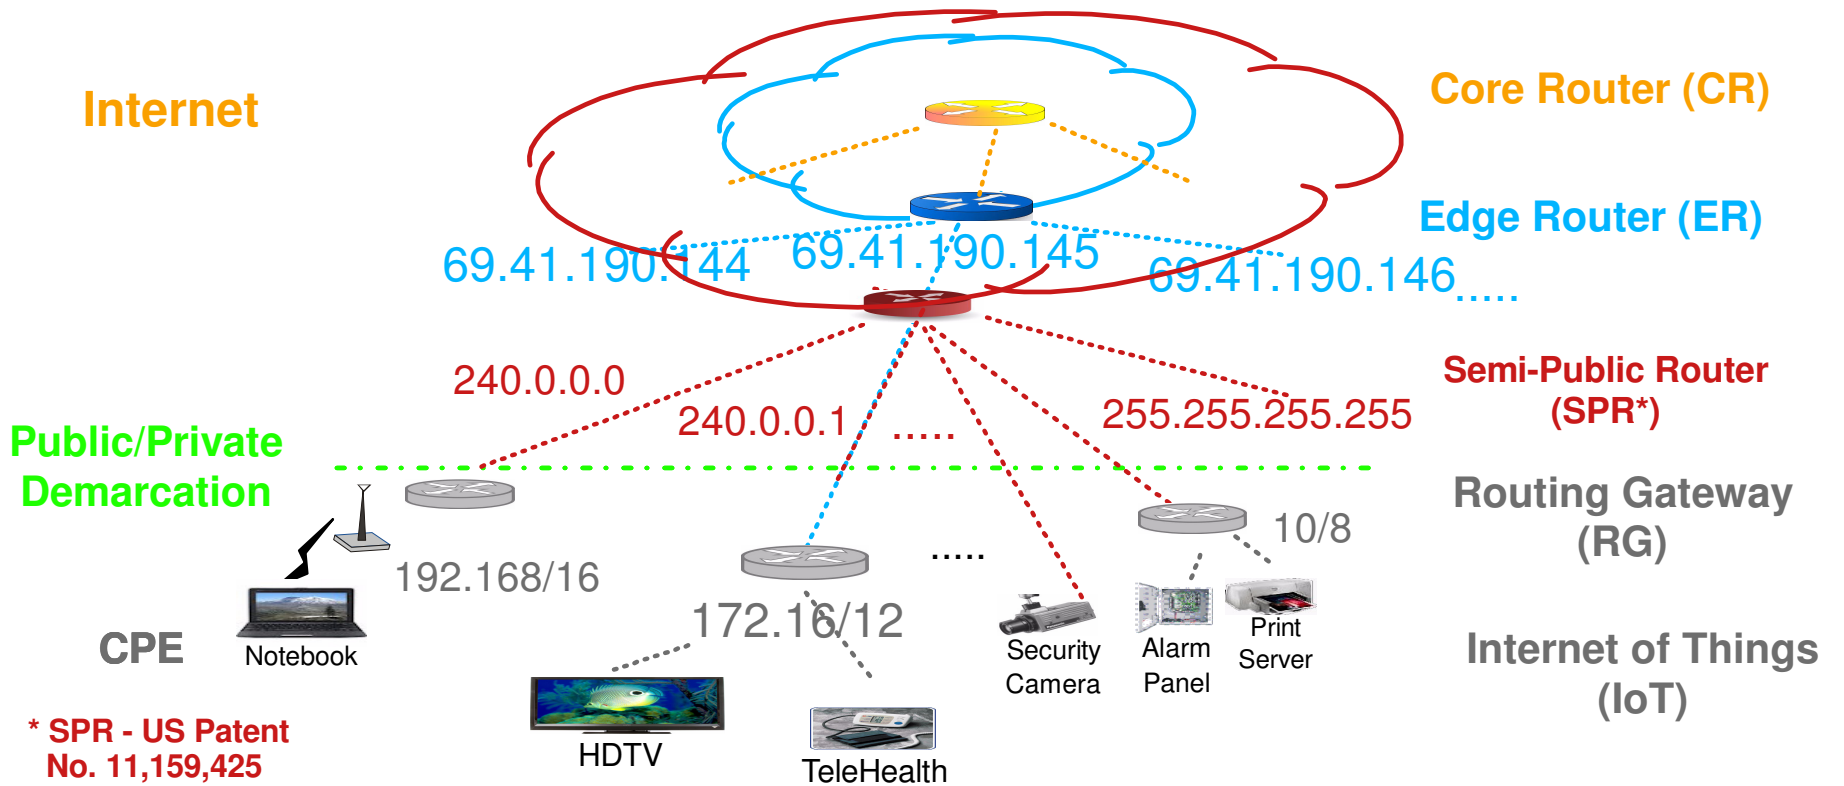 Internet
Core Router (CR)
Edge Router (ER)
69.41.190.144
69.41.190.145
69.41.190.146
.....
Semi-Public Router
(SPR*)
240.0.0.0
240.0.0.1
.....
255.255.255.255
Public/Private
Demarcation
Routing Gateway
(RG)
192.168/16
172.16/12
.....
10/8
CPE
Notebook
HDTV
TeleHealth
Security
Camera
Alarm
Panel
Print
Server
Internet of Things
(IoT)
* SPR - US Patent
No. 11,159,425